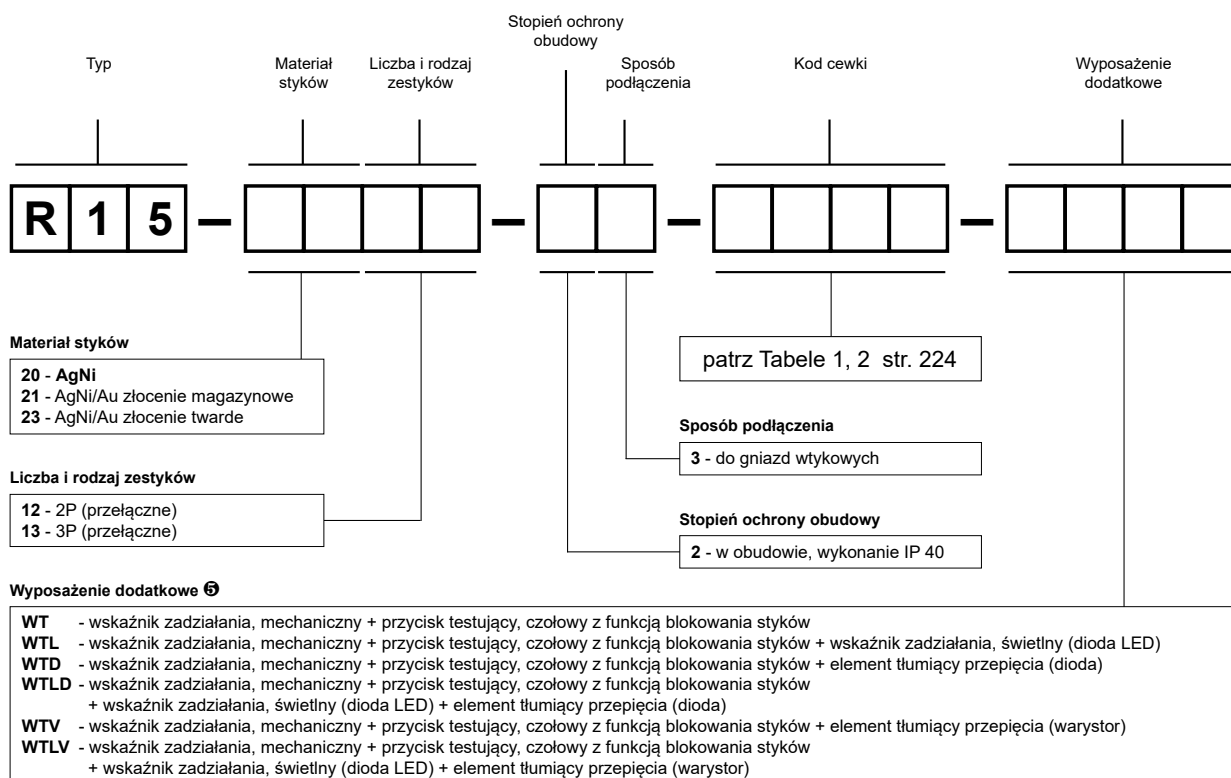 Stopień ochrony
obudowy
Typ
Materiał
styków
Liczba i rodzaj
zestyków
Sposób
podłączenia
Kod cewki
Wyposażenie
dodatkowe
R 1 5 – – – –
Materiał styków
20 - AgNi
21 - AgNi/Au złocenie magazynowe
23 - AgNi/Au złocenie twarde
patrz Tabele 1, 2 str. 224
Sposób podłączenia
3 - do gniazd wtykowych
Liczba i rodzaj zestyków
12 - 2P (przełączne)
13 - 3P (przełączne)
Stopień ochrony obudowy
2 - w obudowie, wykonanie IP 40
Wyposażenie dodatkowe ❺
WT - wskaźnik zadziałania, mechaniczny + przycisk testujący, czołowy z funkcją blokowania styków
WTL - wskaźnik zadziałania, mechaniczny + przycisk testujący, czołowy z funkcją blokowania styków + wskaźnik zadziałania, świetlny (dioda LED)
WTD - wskaźnik zadziałania, mechaniczny + przycisk testujący, czołowy z funkcją blokowania styków + element tłumiący przepięcia (dioda)
WTLD - wskaźnik zadziałania, mechaniczny + przycisk testujący, czołowy z funkcją blokowania styków
+ wskaźnik zadziałania, świetlny (dioda LED) + element tłumiący przepięcia (dioda)
WTV - wskaźnik zadziałania, mechaniczny + przycisk testujący, czołowy z funkcją blokowania styków + element tłumiący przepięcia (warystor)
WTLV - wskaźnik zadziałania, mechaniczny + przycisk testujący, czołowy z funkcją blokowania styków
+ wskaźnik zadziałania, świetlny (dioda LED) + element tłumiący przepięcia (warystor)